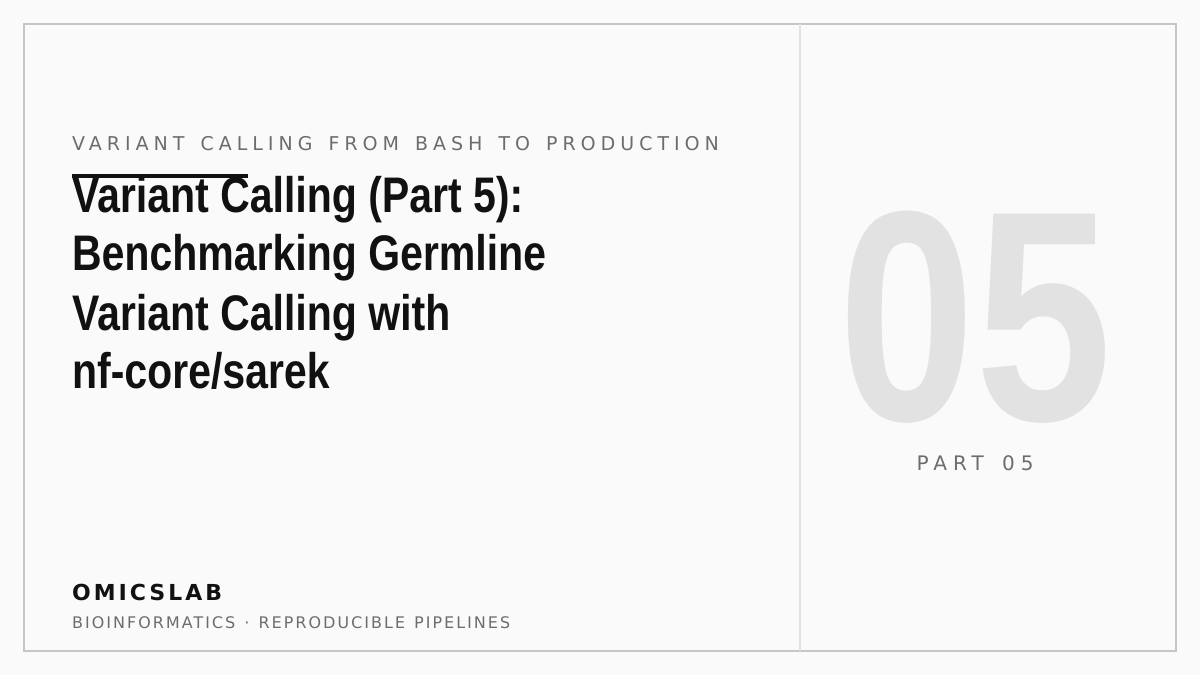 VARIANT CALLING FROM BASH TO PRODUCTION
Variant Calling (Part 5):
Benchmarking Germline
Variant Calling with
nf-core/sarek
05
PART 05
OMICSLAB
BIOINFORMATICS · REPRODUCIBLE PIPELINES